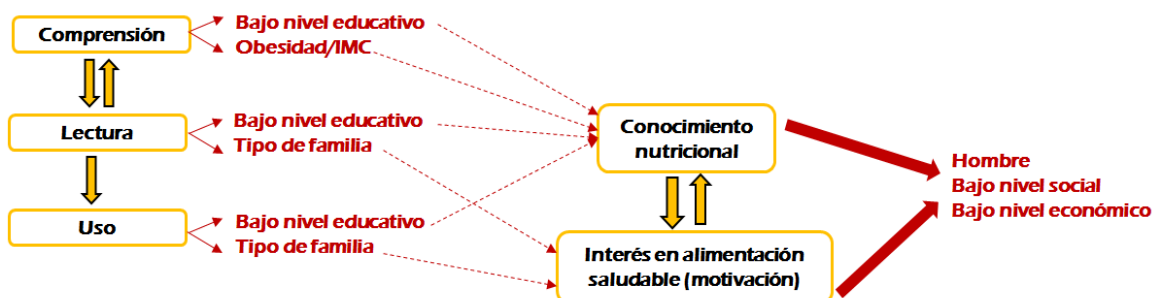 Comprensión
Bajo nivel educativo
Obesidad/IMC
Lectura
Bajo nivel educativo
Tipo de familia
Uso
Bajo nivel educativo
Tipo de familia
Conocimiento
nutricional
Interés en alimentación
saludable (motivación)
Hombre
Bajo nivel social
Bajo nivel económico